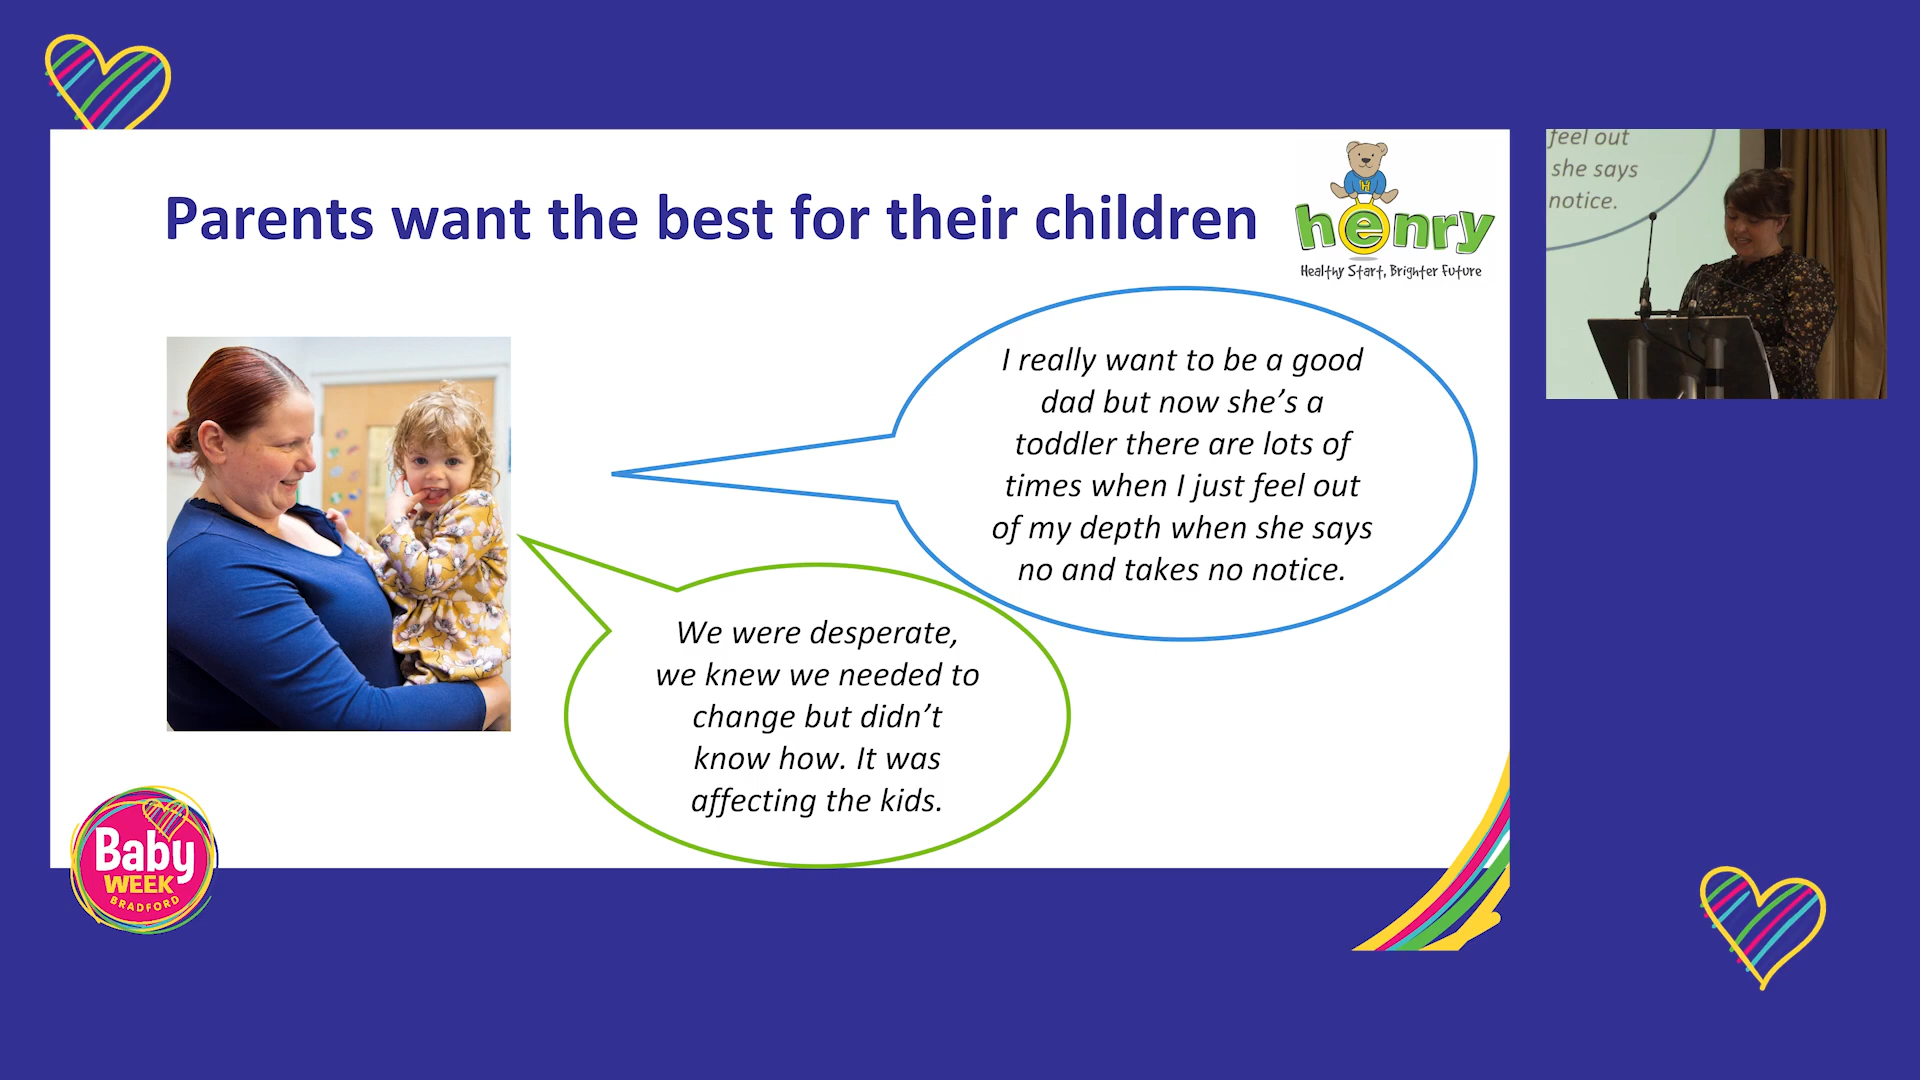 Parents want the best for their children
H
henry
Healthy Start, Brighter Future
I really want to be a good
dad but now she’s a
toddler there are lots of
times when I just feel out
of my depth when she says
no and takes no notice.
We were desperate,
we knew we needed to
change but didn’t
know how. It was
affecting the kids.
Baby
WEEK
BRADFORD
feel out
she says
notice.